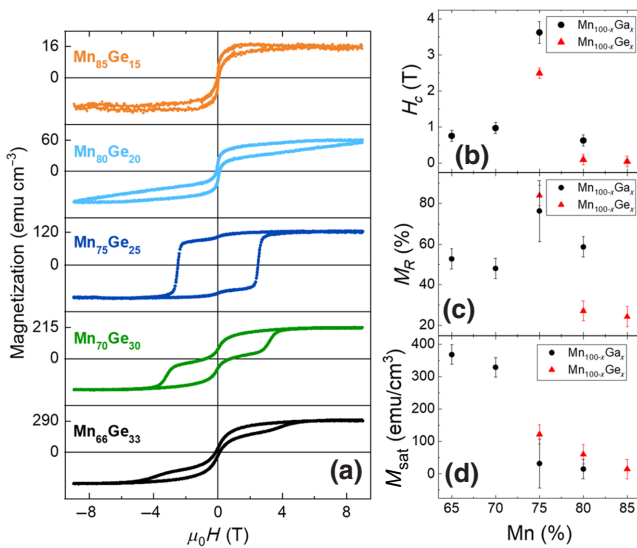 Magnetization (emu cm⁻³)
Mn₈₅Ge₁₅
16
0
Mn₈₀Ge₂₀
60
0
Mn₇₅Ge₂₅
120
0
Mn₇₀Ge₃₀
215
0
Mn₆₆Ge₃₃
290
0
(a)
−8 −4 0 4 8
μ₀H (T)
H_c (T)
4
3
2
1
0
Mn₁₀₀₋ₓGaₓ
Mn₁₀₀₋ₓGeₓ
(b)
M_R (%)
80
60
40
20
Mn₁₀₀₋ₓGaₓ
Mn₁₀₀₋ₓGeₓ
(c)
M_sat (emu/cm³)
400
300
200
100
0
Mn₁₀₀₋ₓGaₓ
Mn₁₀₀₋ₓGeₓ
(d)
65 70 75 80 85
Mn (%)